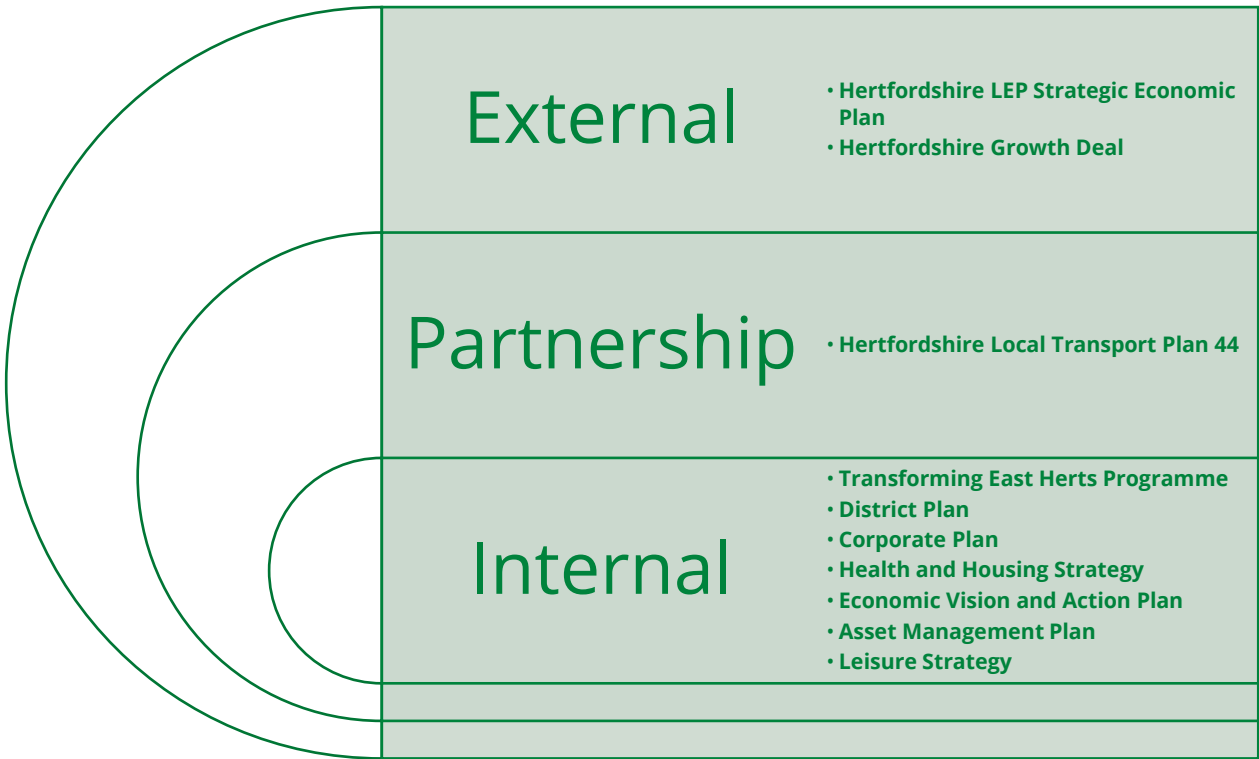 External
• Hertfordshire LEP Strategic Economic
Plan
• Hertfordshire Growth Deal
Partnership
• Hertfordshire Local Transport Plan 44
Internal
• Transforming East Herts Programme
• District Plan
• Corporate Plan
• Health and Housing Strategy
• Economic Vision and Action Plan
• Asset Management Plan
• Leisure Strategy